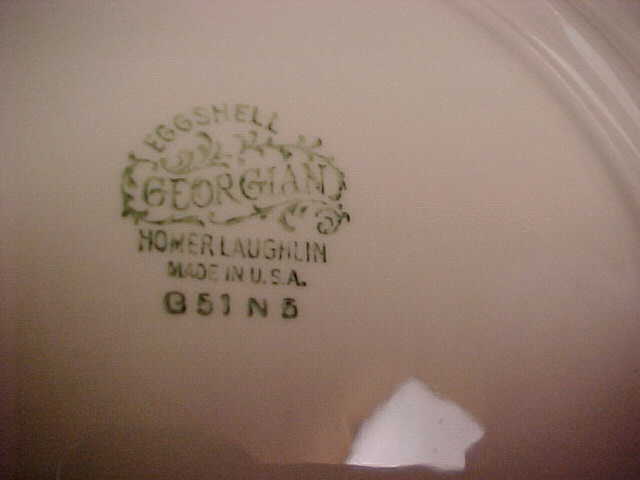 EGGSHELL
GEORGIAN
HOMER LAUGHLIN
MADE IN U.S.A.
G 51 N 5